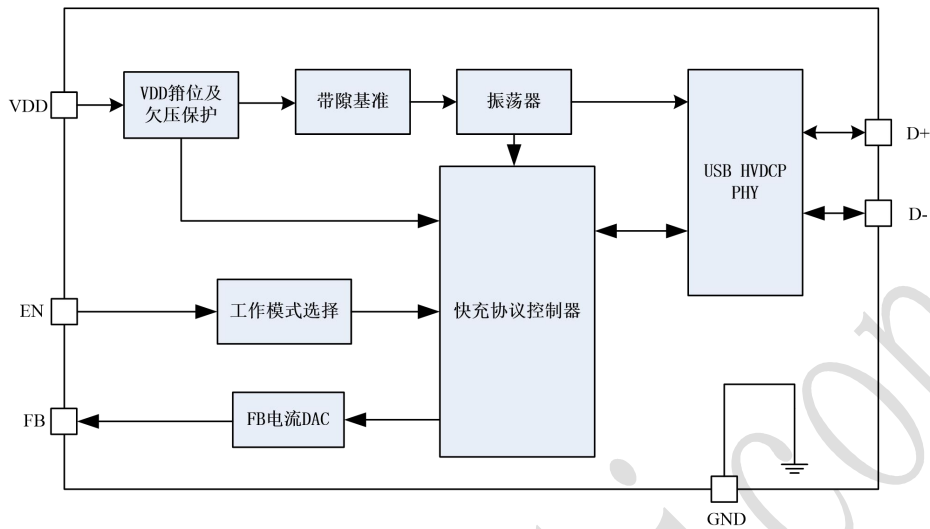 VDD
VDD箝位及
欠压保护
带隙基准
振荡器
USB HVDCP
PHY
D+
D-
EN
工作模式选择
快充协议控制器
FB
FB电流DAC
GND